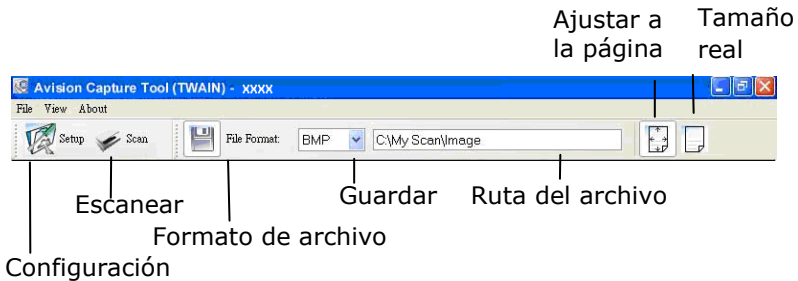 Ajustar a
la página
Tamaño
real
Avision Capture Tool (TWAIN) - xxxx
File View About
Setup Scan File Format: BMP C:\My Scan\Image
Escanear
Guardar
Ruta del archivo
Formato de archivo
Configuración